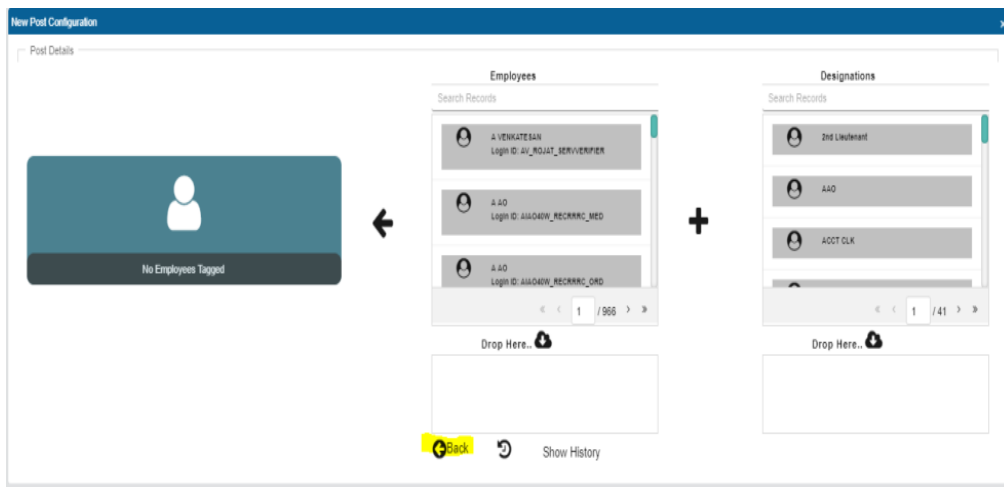 New Post Configuration
x
Post Details
No Employees Tagged
Employees
Search Records
A VENKATESAN
Login ID: AV_ROJAT_SERVVERIFIER
A AO
Login ID: AIAO40W_RECRRRC_MED
A AO
Login ID: AIAO40W_RECRRRC_ORD
« ‹ 1 / 966 › »
Drop Here..
Designations
Search Records
2nd Lieutenant
AAO
ACCT CLK
« ‹ 1 / 41 › »
Drop Here..
Back
Show History